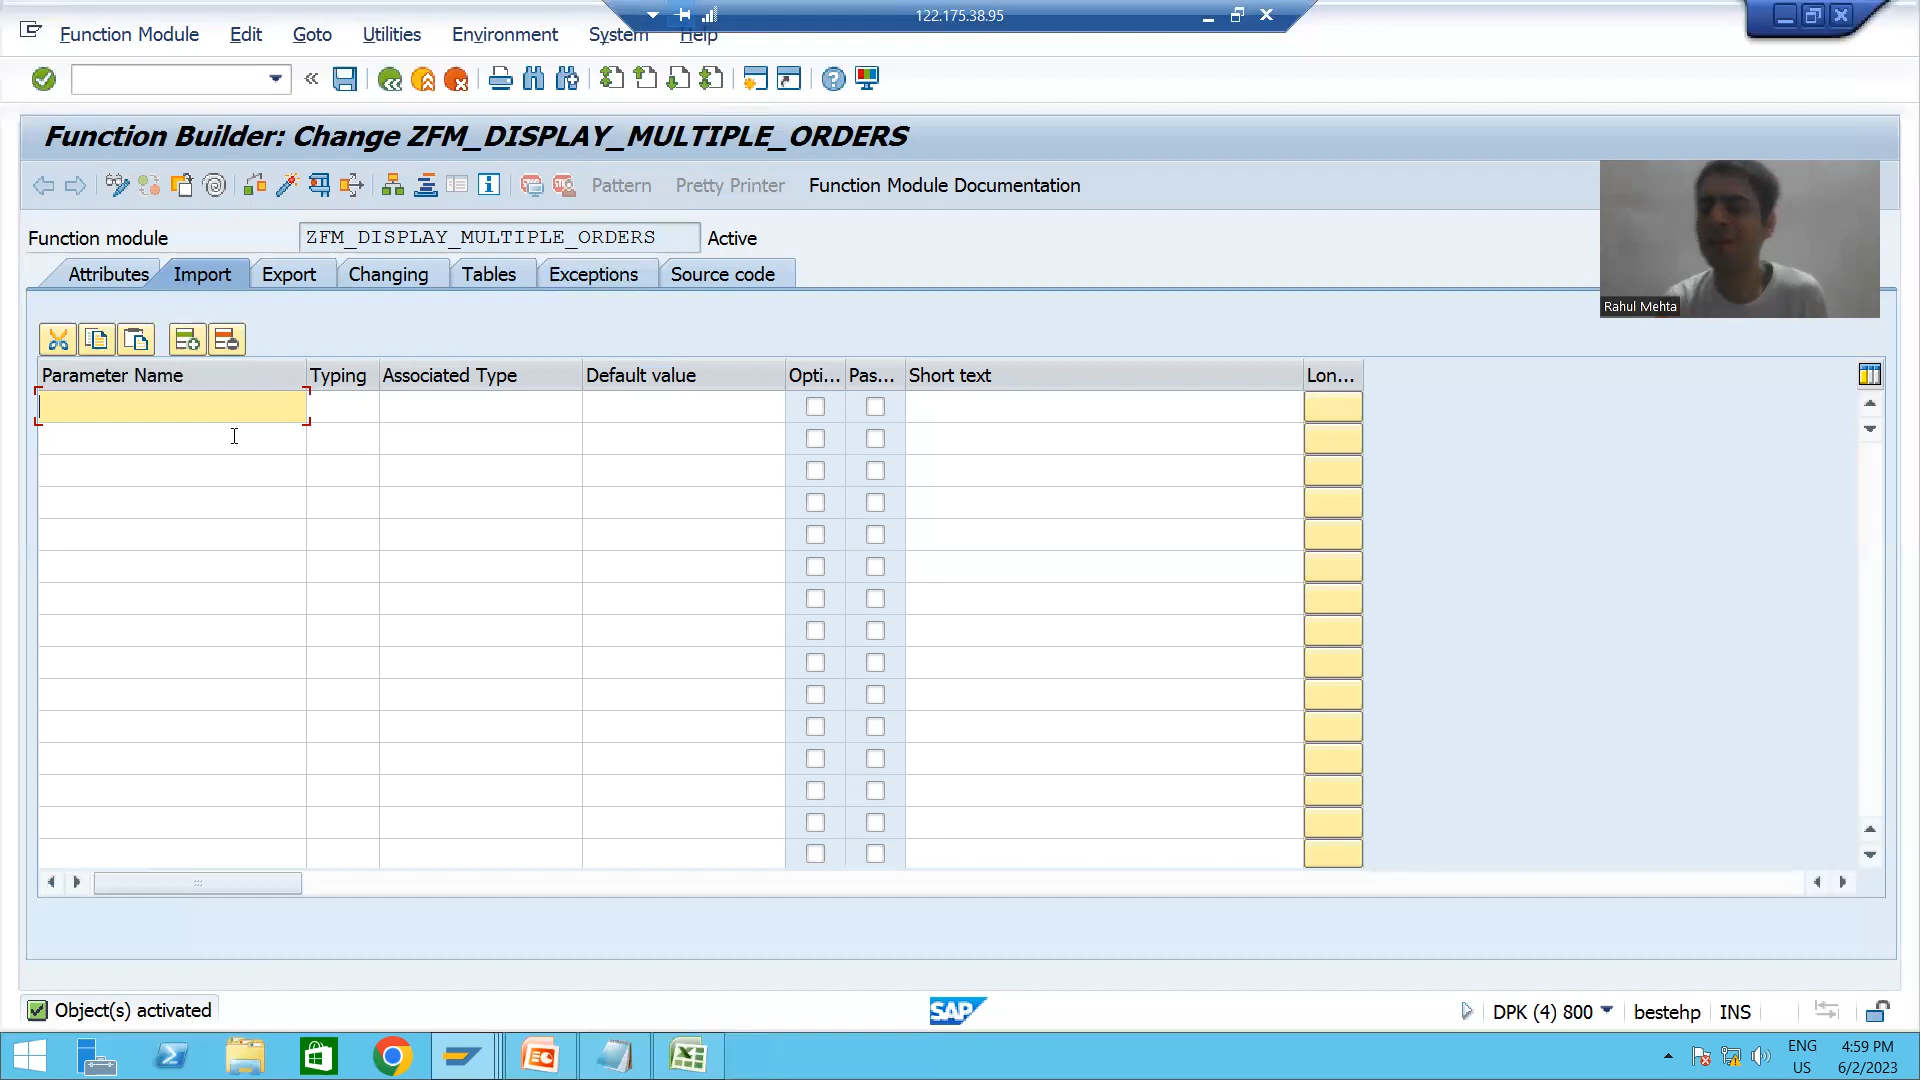 122.175.38.95
Function Module Edit Goto Utilities Environment System Help
Function Builder: Change ZFM_DISPLAY_MULTIPLE_ORDERS
Pattern Pretty Printer Function Module Documentation
Function module ZFM_DISPLAY_MULTIPLE_ORDERS Active
Attributes Import Export Changing Tables Exceptions Source code
Rahul Mehta
Parameter Name Typing Associated Type Default value Opti... Pas... Short text Lon...
Object(s) activated SAP DPK (4) 800 bestehp INS
ENG 4:59 PM
US 6/2/2023